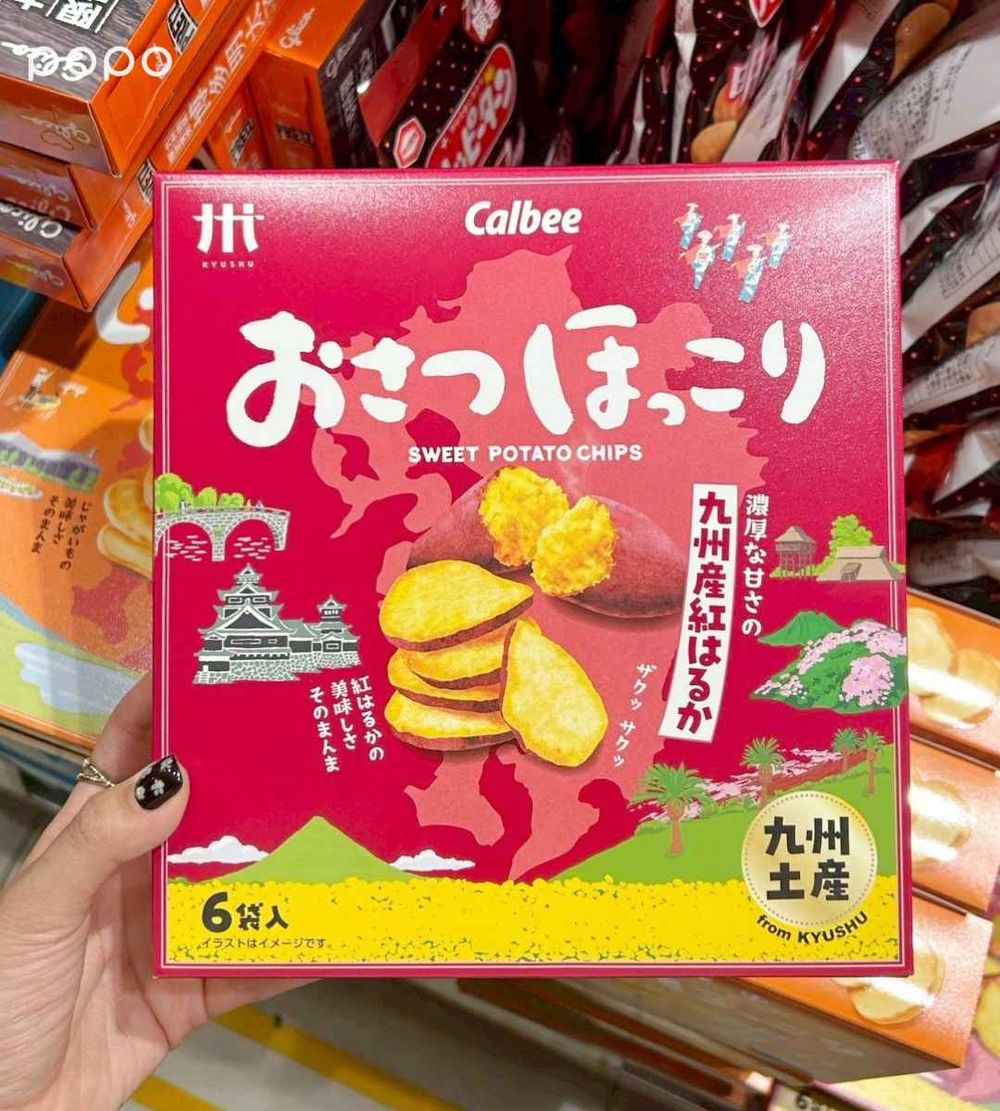 popo
KYUSHU
Calbee
おさつほっこり
SWEET POTATO CHIPS
濃厚な甘さの
九州産紅はるか
ザクッ ザクッ
紅はるかの
美味しさ
そのまんま
九州
土産
from KYUSHU
6袋入
イラストはイメージです。
じゃがいもの
美味しさ
そのまんま